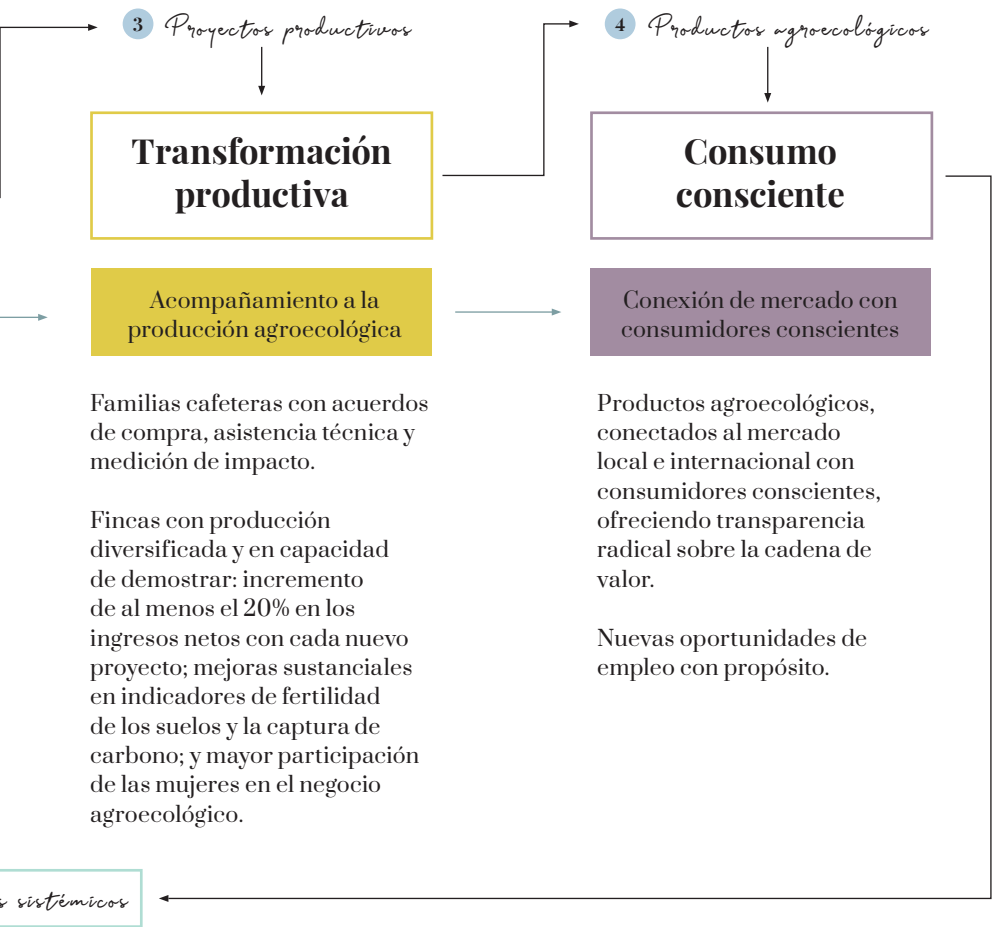 3 Proyectos productivos
Transformación
productiva
Acompañamiento a la
producción agroecológica
Familias cafeteras con acuerdos
de compra, asistencia técnica y
medición de impacto.
Fincas con producción
diversificada y en capacidad
de demostrar: incremento
de al menos el 20% en los
ingresos netos con cada nuevo
proyecto; mejoras sustanciales
en indicadores de fertilidad
de los suelos y la captura de
carbono; y mayor participación
de las mujeres en el negocio
agroecológico.
4 Productos agroecológicos
Consumo
consciente
Conexión de mercado con
consumidores conscientes
Productos agroecológicos,
conectados al mercado
local e internacional con
consumidores conscientes,
ofreciendo transparencia
radical sobre la cadena de
valor.
Nuevas oportunidades de
empleo con propósito.
s sistémicos